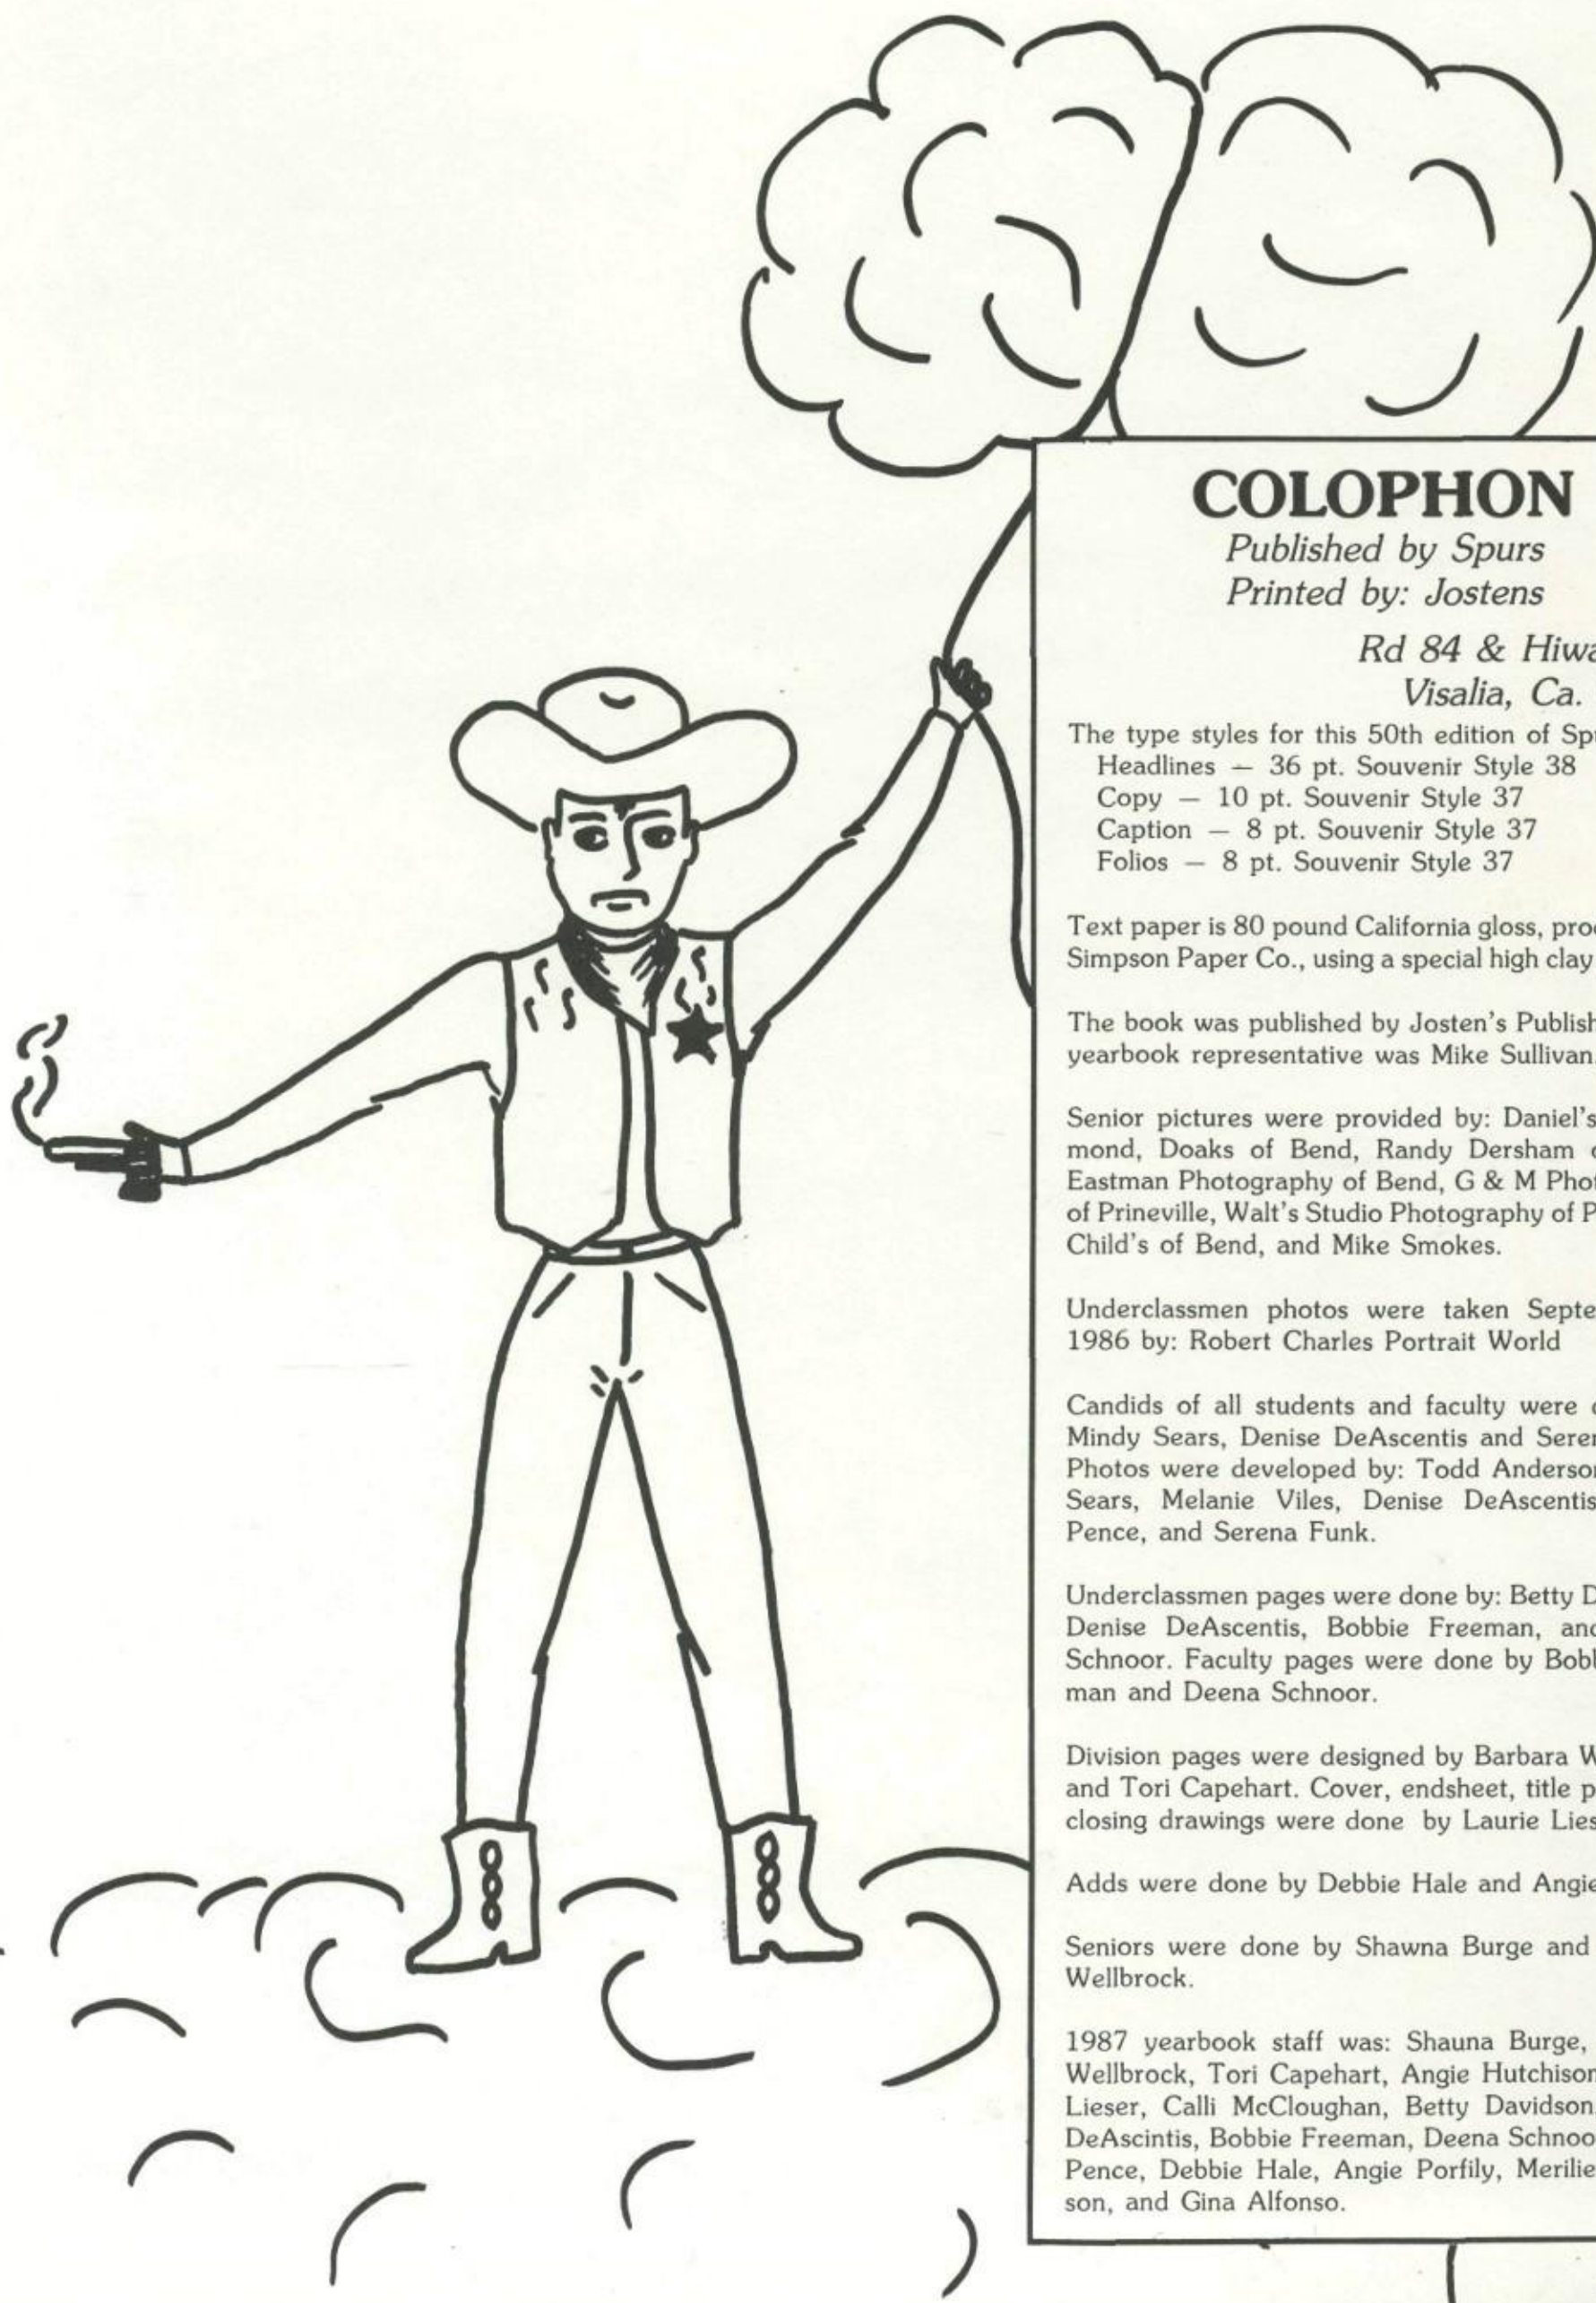 COLOPHON
Published by Spurs
Printed by: Jostens
Rd 84 &
Visalia, Ca.
The type styles for this 50th edition of
Headlines — 36 pt. Souvenir Style 38
Copy — 10 pt. Souvenir Style 37
Caption — 8 pt. Souvenir Style 37
Folios — 8 pt. Souvenir Style 37
Text paper is 80 pound California gloss,
Simpson Paper Co., using a special high clay
The book was published by Josten's
yearbook representative was Mike Sullivan
Senior pictures were provided by: Daniel's
mond, Doaks of Bend, Randy Dersham
Eastman Photography of Bend, G & M
of Prineville, Walt's Studio Photography of
Child's of Bend, and Mike Smokes.
Underclassmen photos were taken
1986 by: Robert Charles Portrait World
Candids of all students and faculty were
Mindy Sears, Denise DeAscentis and
Photos were developed by: Todd
Sears, Melanie Viles, Denise DeAscentis
Pence, and Serena Funk.
Underclassmen pages were done by: Betty
Denise DeAscentis, Bobbie Freeman,
Schnoor. Faculty pages were done by
man and Deena Schnoor.
Division pages were designed by Barbara
and Tori Capehart. Cover, endsheet, title
closing drawings were done by Laurie
Adds were done by Debbie Hale and Angie
Seniors were done by Shawna Burge and
Wellbrock.
1987 yearbook staff was: Shauna Burge,
Wellbrock, Tori Capehart, Angie Hutchison
Lieser, Calli McCloughan, Betty Davidson
DeAscintis, Bobbie Freeman, Deena
Pence, Debbie Hale, Angie Porfily,
son, and Gina Alfonso.